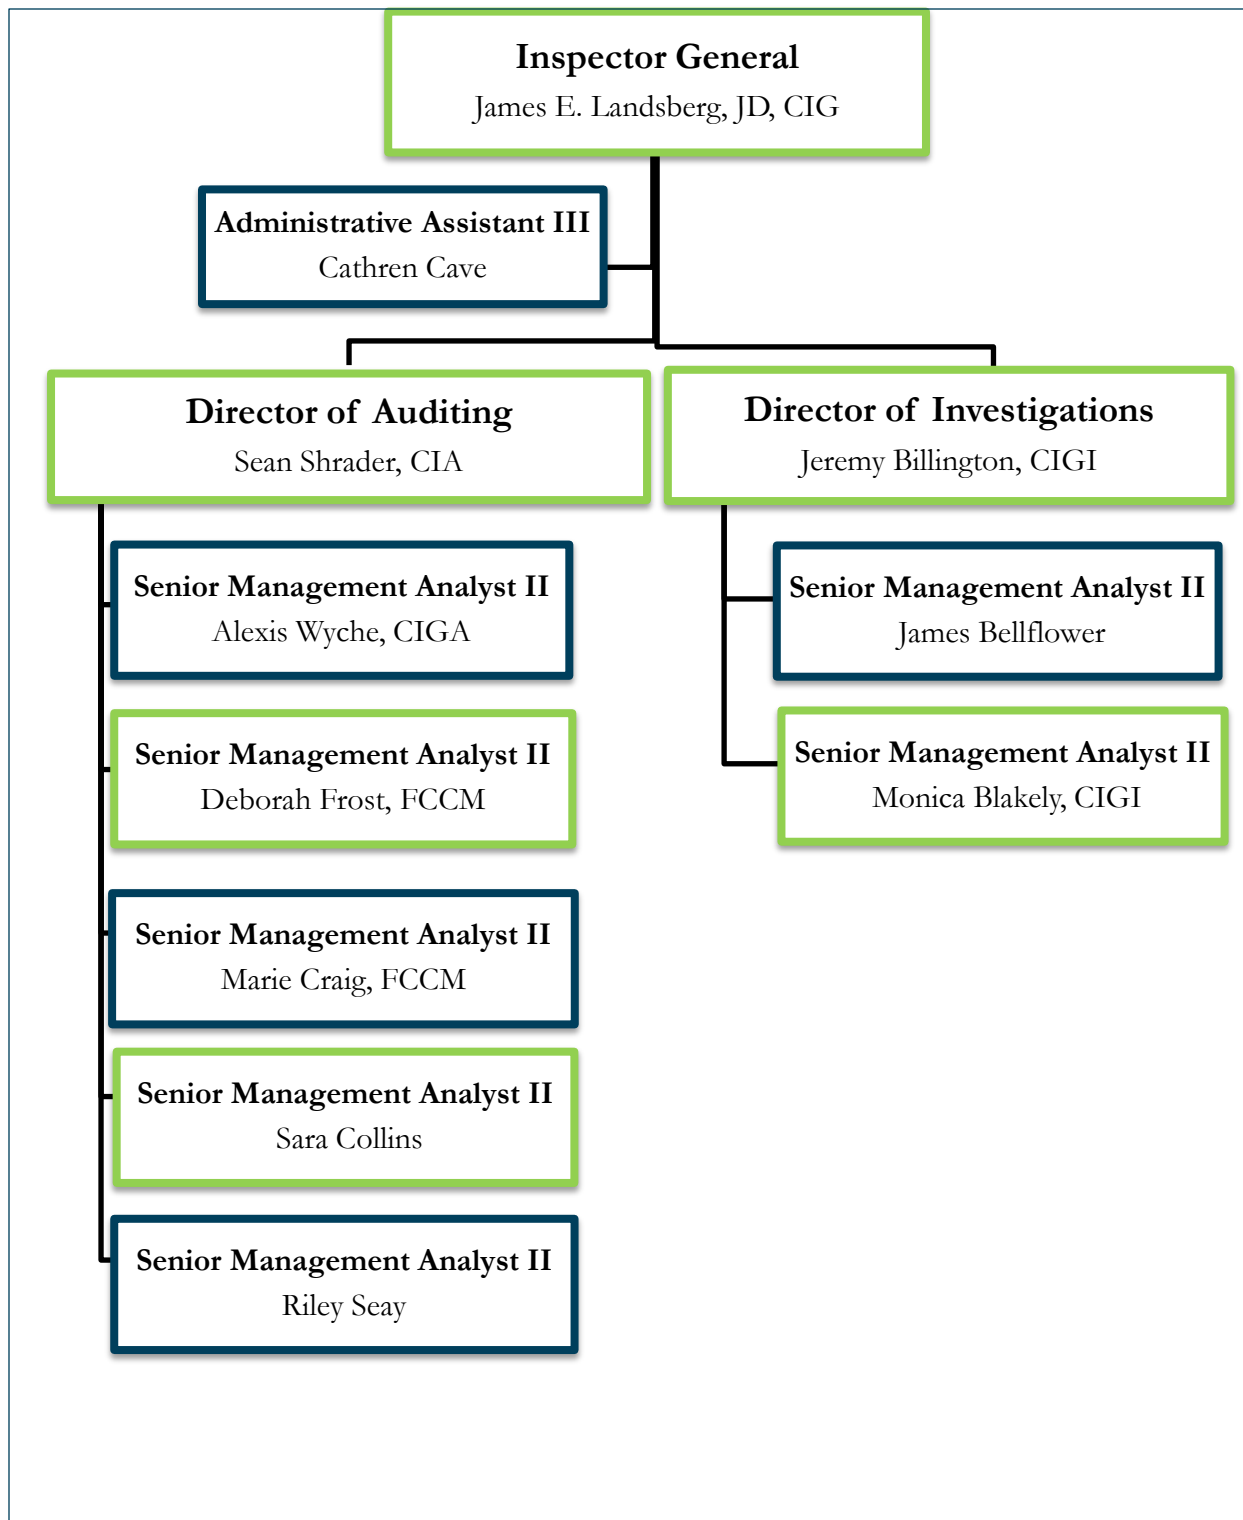 Inspector General
James E. Landsberg, JD, CIG
Administrative Assistant III
Cathren Cave
Director of Auditing
Sean Shrader, CIA
Senior Management Analyst II
Alexis Wyche, CIGA
Senior Management Analyst II
Deborah Frost, FCCM
Senior Management Analyst II
Marie Craig, FCCM
Senior Management Analyst II
Sara Collins
Senior Management Analyst II
Riley Seay
Director of Investigations
Jeremy Billington, CIGI
Senior Management Analyst II
James Bellflower
Senior Management Analyst II
Monica Blakely, CIGI